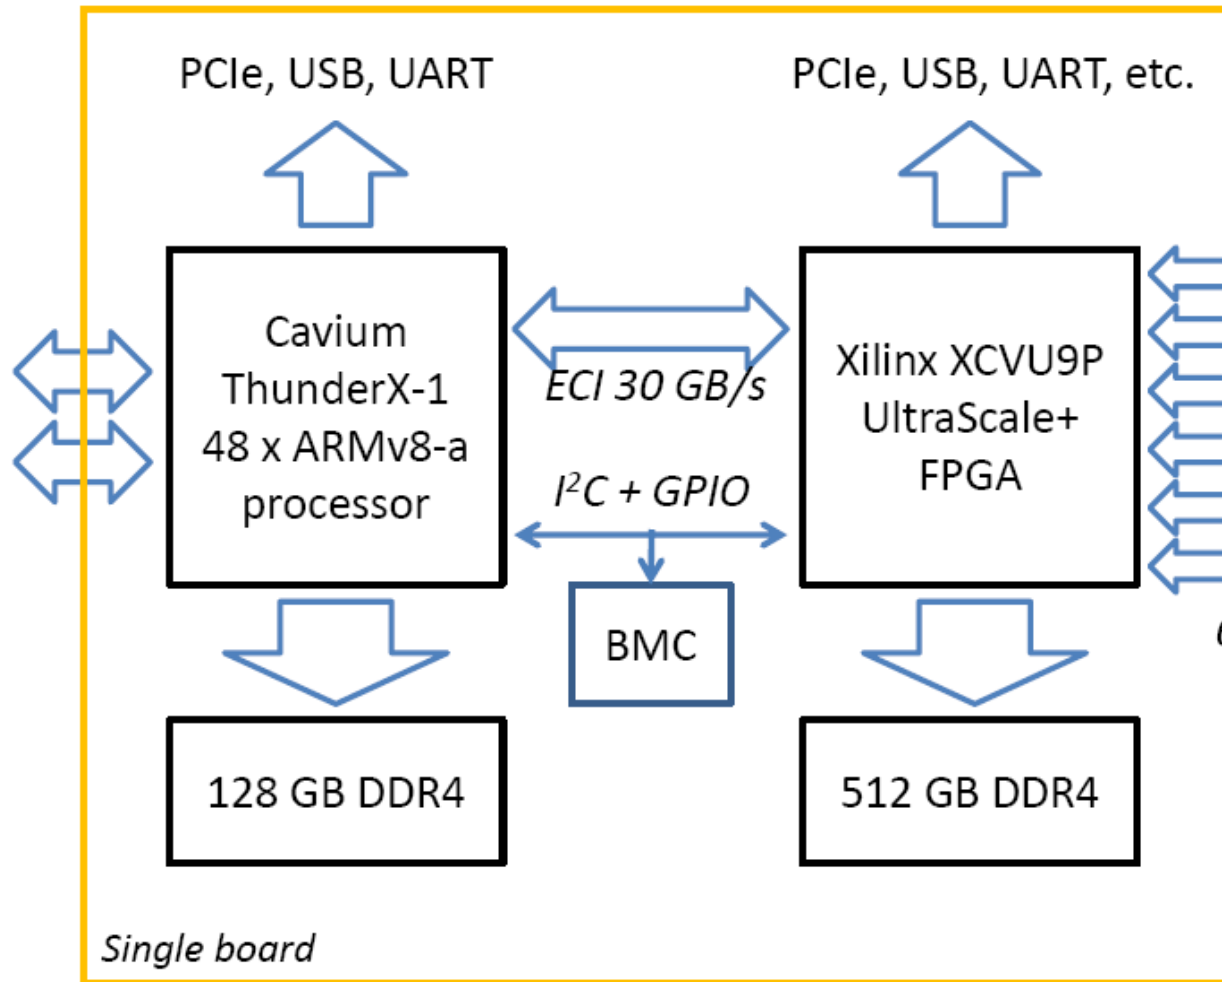 PCIe, USB, UART
PCIe, USB, UART, etc.
Cavium
ThunderX-1
48 x ARMv8-a
processor
ECI 30 GB/s
I²C + GPIO
Xilinx XCVU9P
UltraScale+
FPGA
BMC
128 GB DDR4
512 GB DDR4
Single board